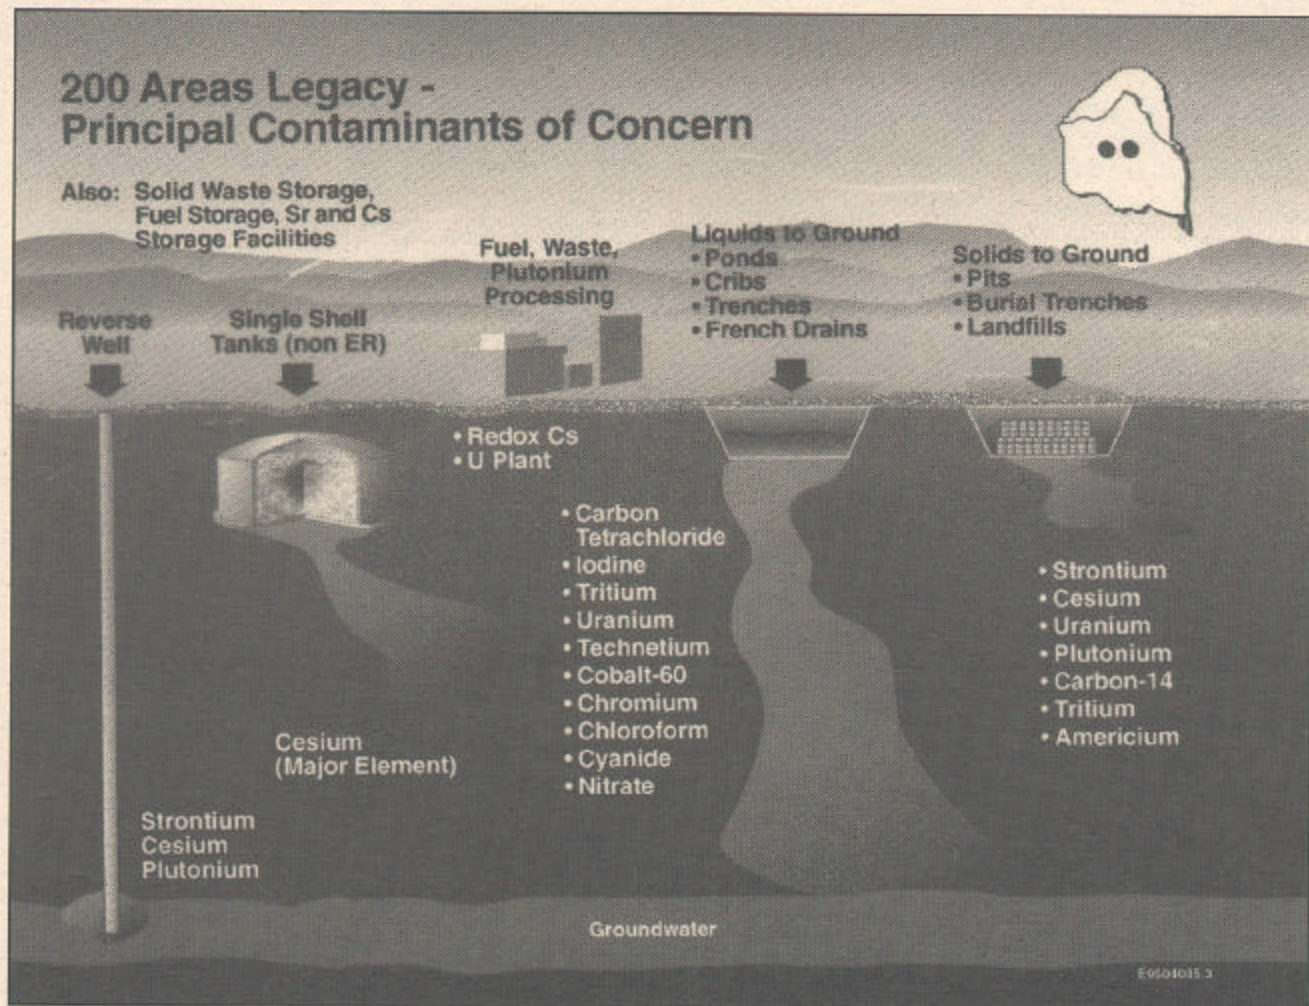 200 Areas Legacy -
Principal Contaminants of Concern
Also: Solid Waste Storage,
Fuel Storage, Sr and Cs
Storage Facilities
Reverse
Well
Single Shell
Tanks (non ER)
Fuel, Waste,
Plutonium
Processing
Liquids to Ground
• Ponds
• Cribs
• Trenches
• French Drains
Solids to Ground
• Pits
• Burial Trenches
• Landfills
• Redox Cs
• U Plant
• Carbon
Tetrachloride
• Iodine
• Tritium
• Uranium
• Technetium
• Cobalt-60
• Chromium
• Chloroform
• Cyanide
• Nitrate
• Strontium
• Cesium
• Uranium
• Plutonium
• Carbon-14
• Tritium
• Americium
Cesium
(Major Element)
Strontium
Cesium
Plutonium
Groundwater